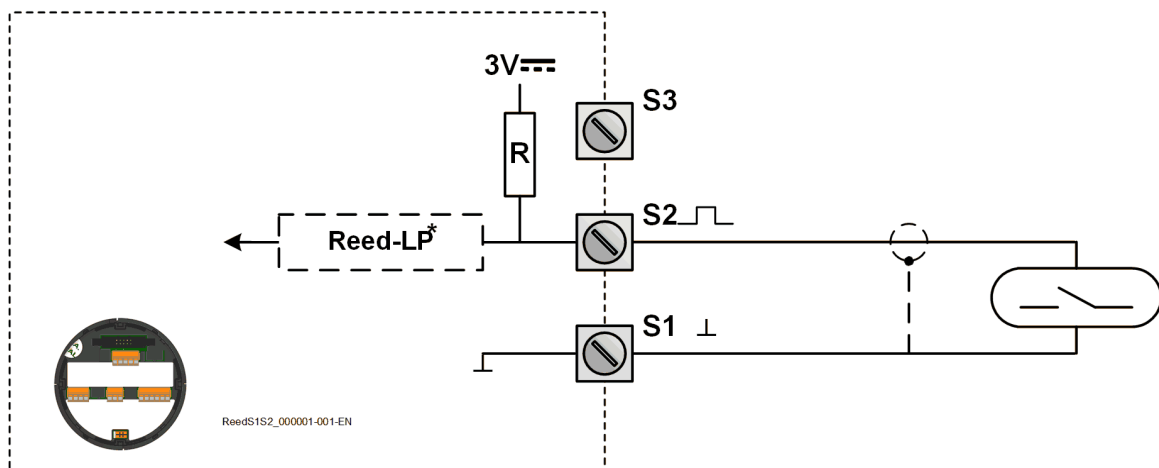 3V
S3
R
S2
Reed-LP*
S1
ReedS1S2_000001-001-EN